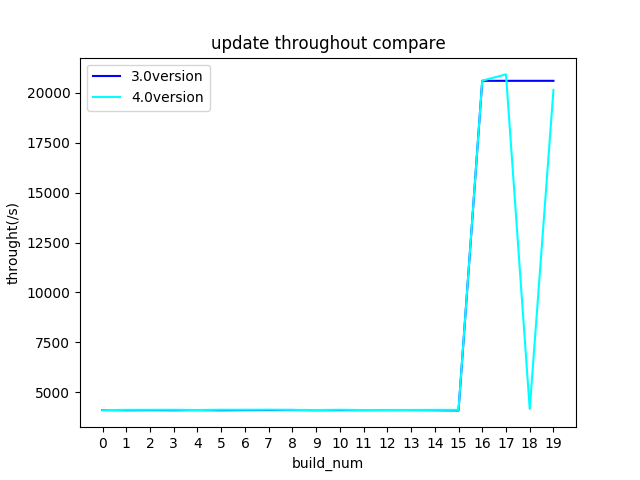 update throughout compare
3.0version
4.0version
20000
17500
15000
12500
10000
7500
5000
throught(/s)
0 1 2 3 4 5 6 7 8 9 10 11 12 13 14 15 16 17 18 19
build_num